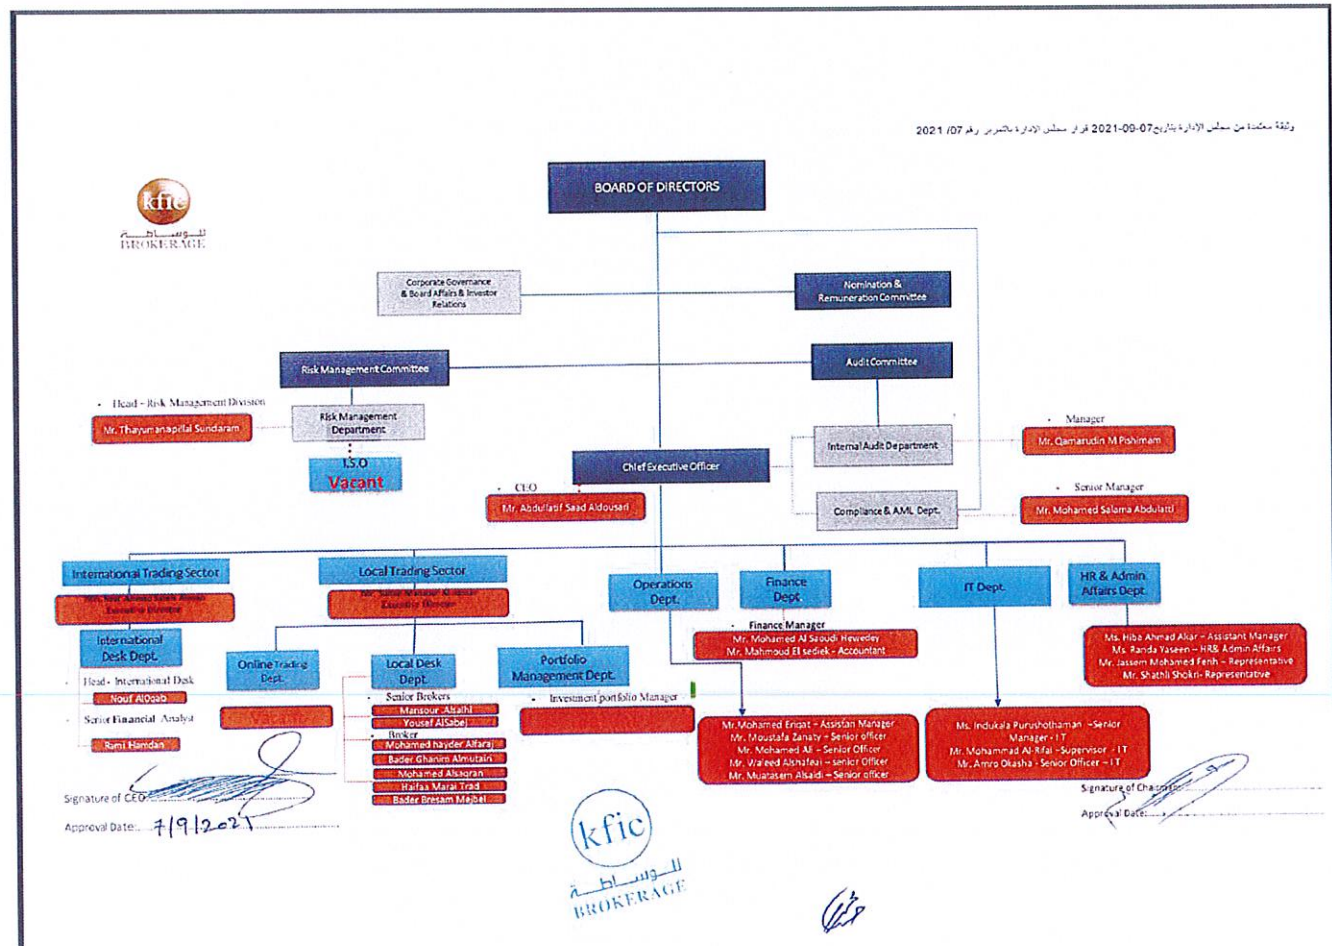 وثيقة معتمدة من مجلس الإدارة بتاريخ 07-09-2021 قرار مجلس الإدارة بالتمرير رقم 07/ 2021
kfic
للوساطة
BROKERAGE
BOARD OF DIRECTORS
Corporate Governance
& Board Affairs & Investor
Relations
Nomination &
Remuneration Committee
Risk Management Committee
Audit Committee
- Head - Risk Management Division
Mr. Thayumanapillai Sundaram
Risk Management
Department
I.S.O
Vacant
Internal Audit Department
- Manager
Mr. Qamarudin M Pishimam
Chief Executive Officer
- CEO
Mr. Abdullatif Saad Aldousari
Compliance & AML Dept.
- Senior Manager
Mr. Mohamed Salama Abdulatti
International Trading Sector
Executive Director
International
Desk Dept.
- Head - International Desk
Nouf AlOqab
- Senior Financial Analyst
Rami Hamdan
Local Trading Sector
Executive Director
Online Trading
Dept.
Vacant
Local Desk
Dept.
- Senior Brokers
Mansour Alsalhi
Yousef AlSabej
- Broker
Mohamed hayder Alfaraj
Bader Ghanim Almutairi
Mohamed Alsaqran
Haifaa Marai Trad
Bader Bresam Mejbel
Portfolio
Management Dept.
- Investment portfolio Manager
Operations
Dept.
Mr.Mohamed Eriqat – Assistan Manager
Mr. Moustafa Zanaty – Senior officer
Mr. Mohamed Ali – Senior Officer
Mr. Waleed Alshafeai – senior officer
Mr. Muatasem Alsaidi – Senior officer
Finance
Dept.
- Finance Manager
Mr. Mohamed Al Saoudi Hewedey
Mr. Mahmoud El sediek - Accountant
IT Dept.
Ms. Indukala Purushothaman –Senior
Manager - IT
Mr. Mohammad Al-Rifai –Supervisor - IT
Mr. Amro Okasha - Senior Officer – IT
HR & Admin
Affairs Dept.
Ms. Hiba Ahmad Akar – Assistant Manager
Ms. Randa Yaseen – HR& Admin Affairs
Mr. Jassem Mohamed Fenh – Representative
Mr. Shathli Shokri- Representative
Signature of CEO
Approval Date: 7/9/2021
Signature of Chairman
Approval Date:
kfic
للوساطة
BROKERAGE